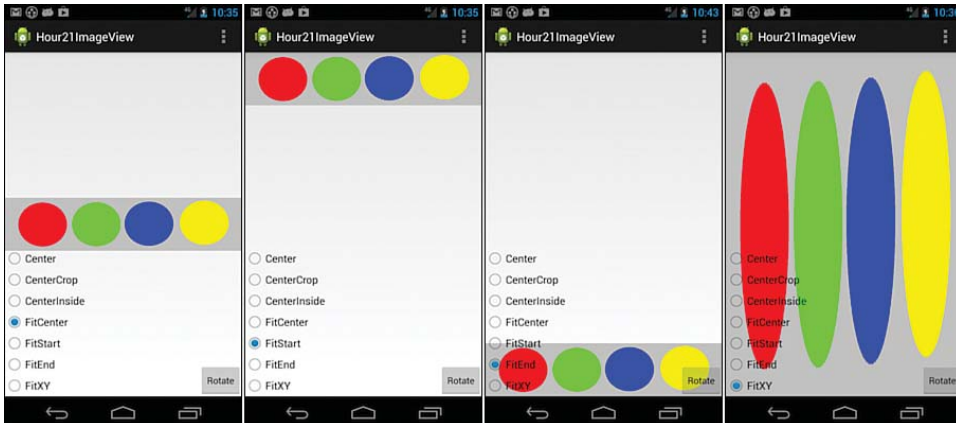 10:35
Hour21ImageView
Center
CenterCrop
CenterInside
FitCenter
FitStart
FitEnd
FitXY
Rotate
10:35
Hour21ImageView
Center
CenterCrop
CenterInside
FitCenter
FitStart
FitEnd
FitXY
Rotate
10:43
Hour21ImageView
Center
CenterCrop
CenterInside
FitCenter
FitStart
FitEnd
FitXY
Rotate
Hour21ImageView
Center
CenterCrop
CenterInside
FitCenter
FitStart
FitEnd
FitXY
Rotate